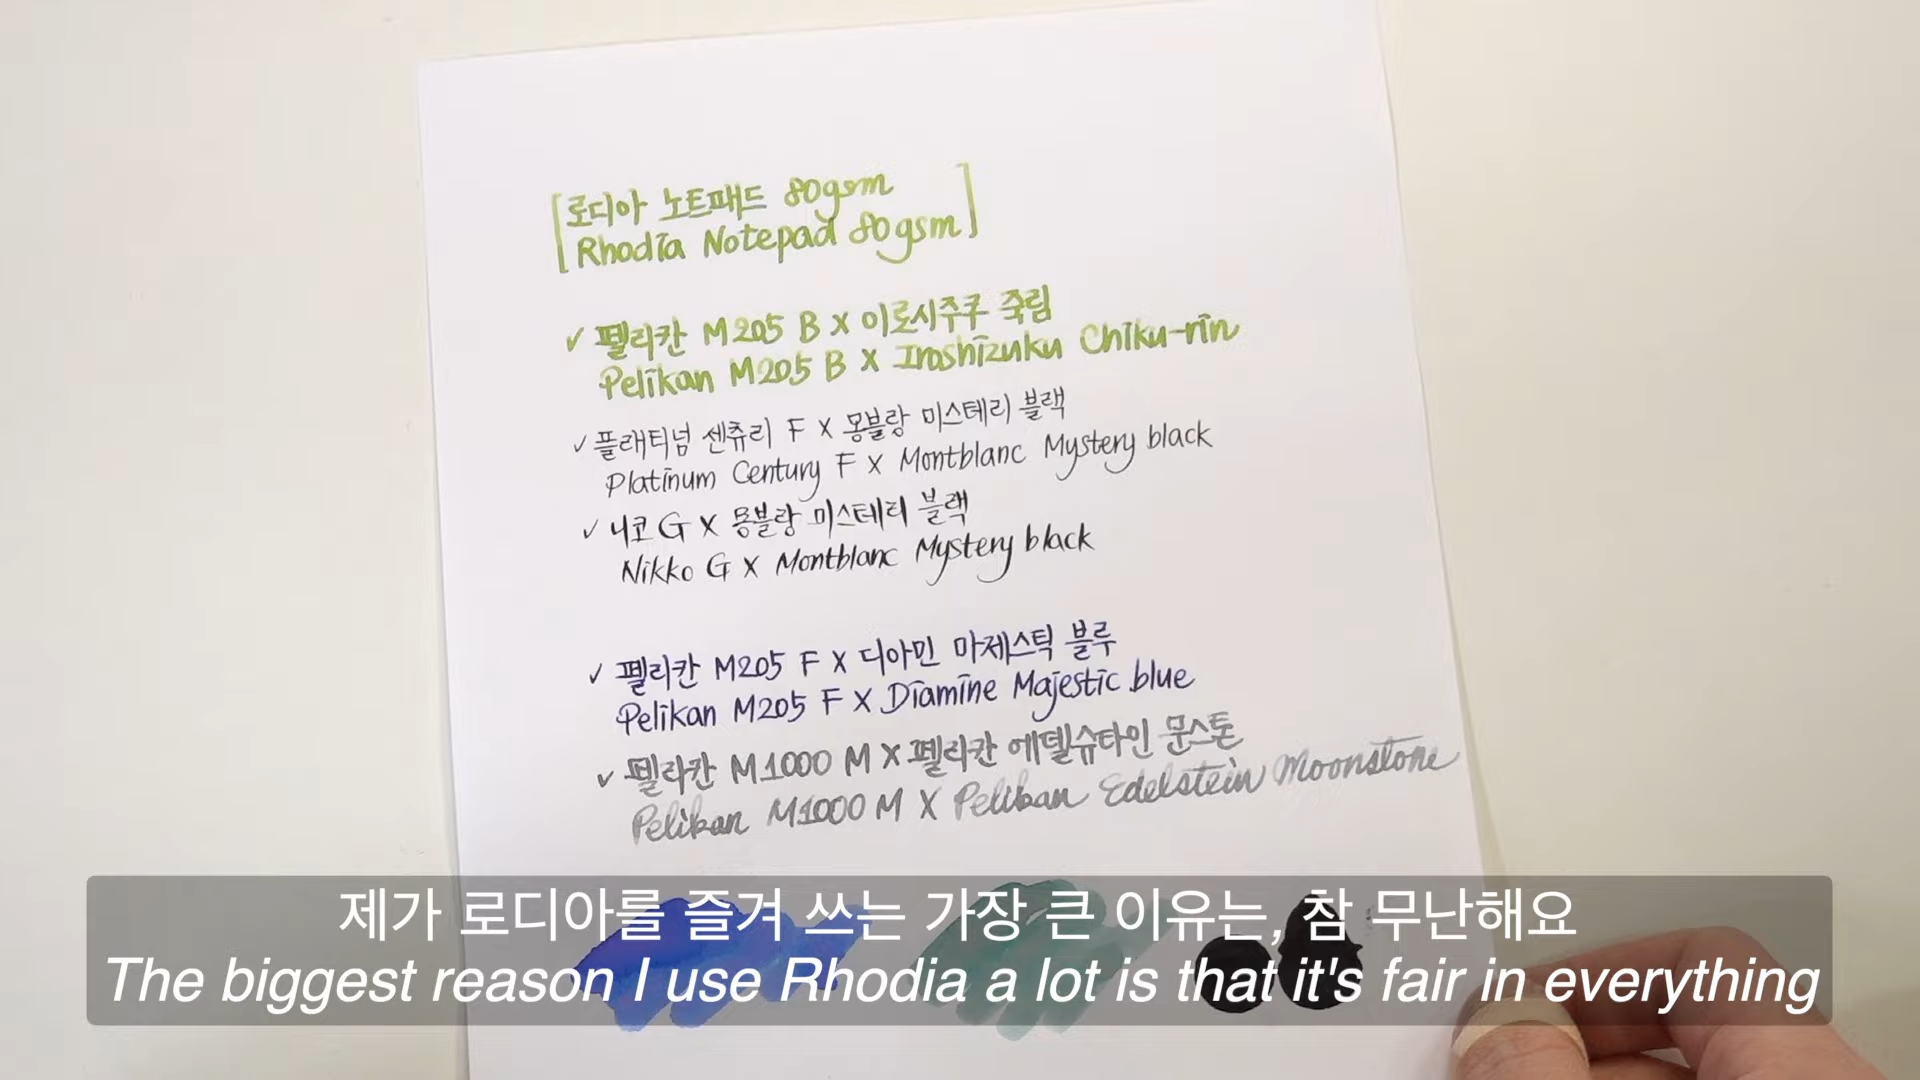 [로디아 노트패드 80gsm
Rhodia Notepad 80gsm]
✓ 펠리칸 M205 B X 이로시주쿠 죽림
Pelikan M205 B X Iroshizuku Chiku-rin
✓ 플래티넘 센츄리 F X 몽블랑 미스테리 블랙
Platinum Century F X Montblanc Mystery black
✓ 니코 G X 몽블랑 미스테리 블랙
Nikko G X Montblanc Mystery black
✓ 펠리칸 M205 F X 디아민 마제스틱 블루
Pelikan M205 F X Diamine Majestic blue
✓ 펠리칸 M1000 M X 펠리칸 에델슈타인 문스톤
Pelikan M1000 M X Pelikan Edelstein Moonstone
제가 로디아를 즐겨 쓰는 가장 큰 이유는, 참 무난해요
The biggest reason I use Rhodia a lot is that it's fair in everything